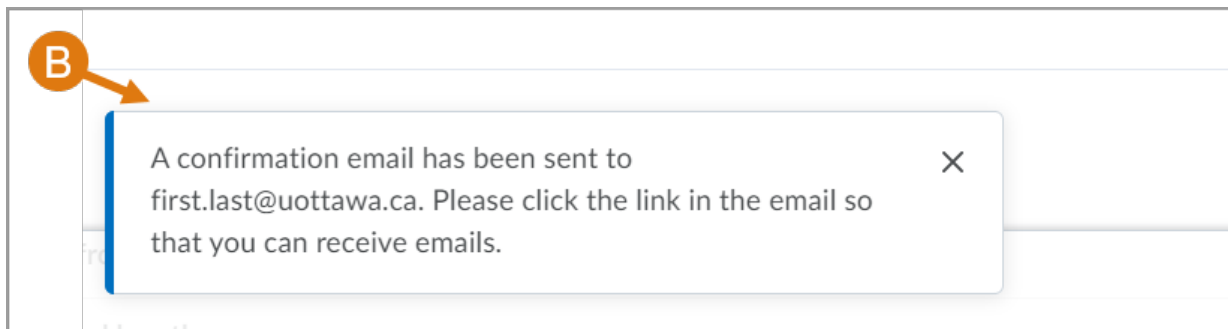 B
A confirmation email has been sent to
first.last@uottawa.ca. Please click the link in the email so
that you can receive emails.